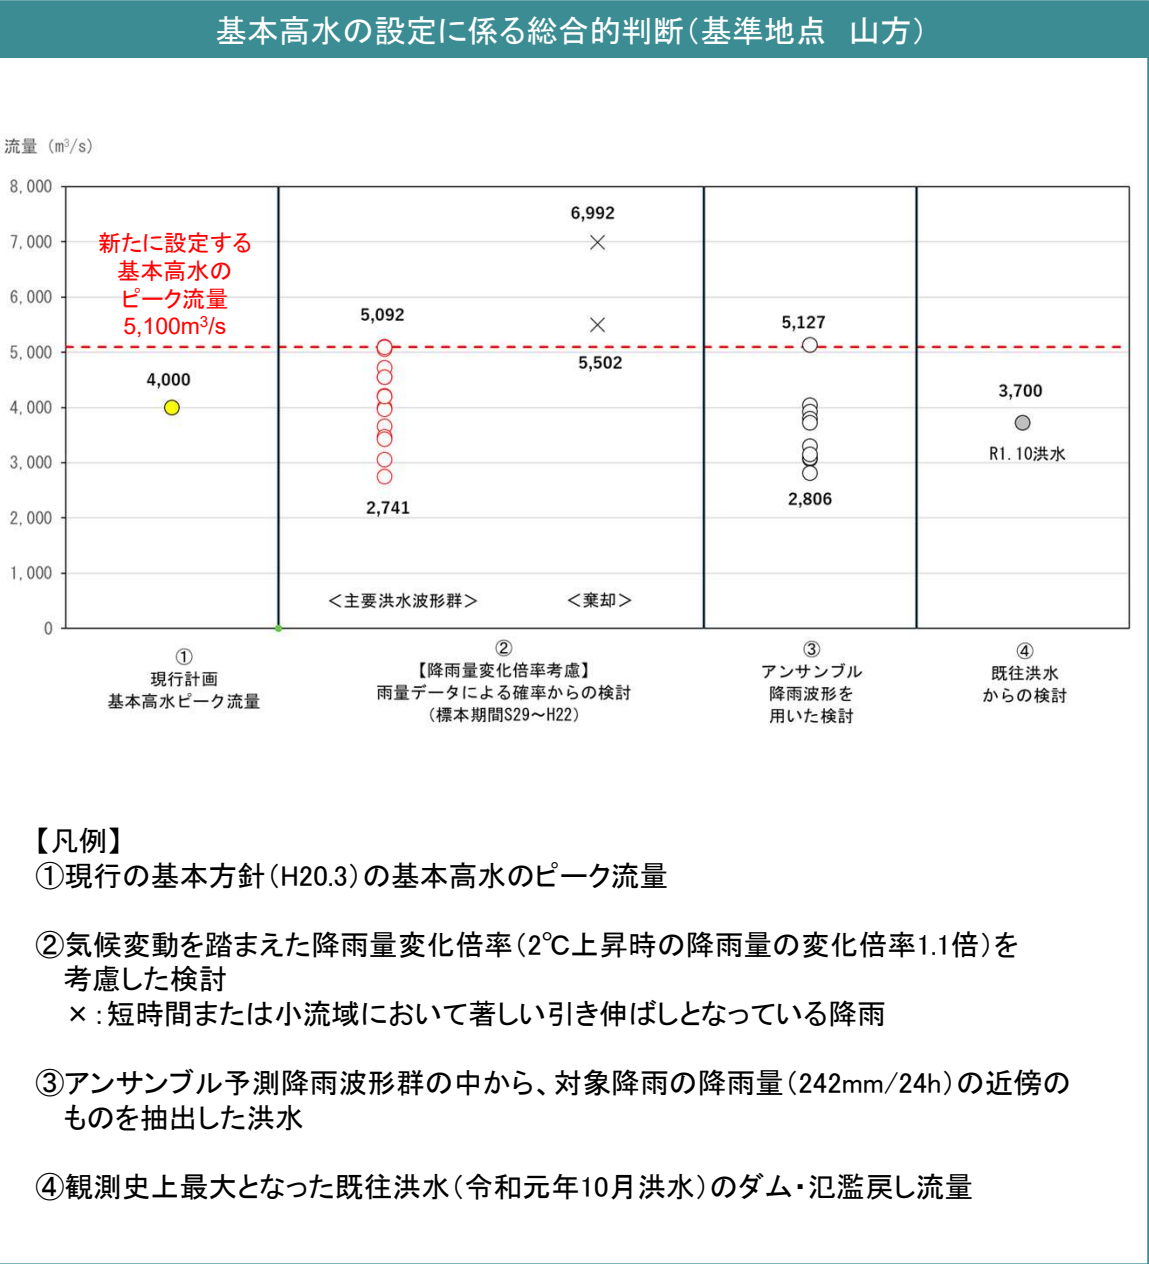 基本高水の設定に係る総合的判断（基準地点　山方）
流量（m³/s）
8,000
7,000
6,000
5,000
4,000
3,000
2,000
1,000
0
新たに設定する
基本高水の
ピーク流量
5,100m³/s
4,000
5,092
2,741
6,992
5,502
5,127
2,806
3,700
R1.10洪水
＜主要洪水波形群＞
＜棄却＞
①
現行計画
基本高水ピーク流量
②
【降雨量変化倍率考慮】
雨量データによる確率からの検討
（標本期間S29～H22）
③
アンサンブル
降雨波形を
用いた検討
④
既往洪水
からの検討
【凡例】
①現行の基本方針（H20.3）の基本高水のピーク流量
②気候変動を踏まえた降雨量変化倍率（2℃上昇時の降雨量の変化倍率1.1倍）を
考慮した検討
×：短時間または小流域において著しい引き伸ばしとなっている降雨
③アンサンブル予測降雨波形群の中から、対象降雨の降雨量（242mm/24h）の近傍の
ものを抽出した洪水
④観測史上最大となった既往洪水（令和元年10月洪水）のダム・氾濫戻し流量